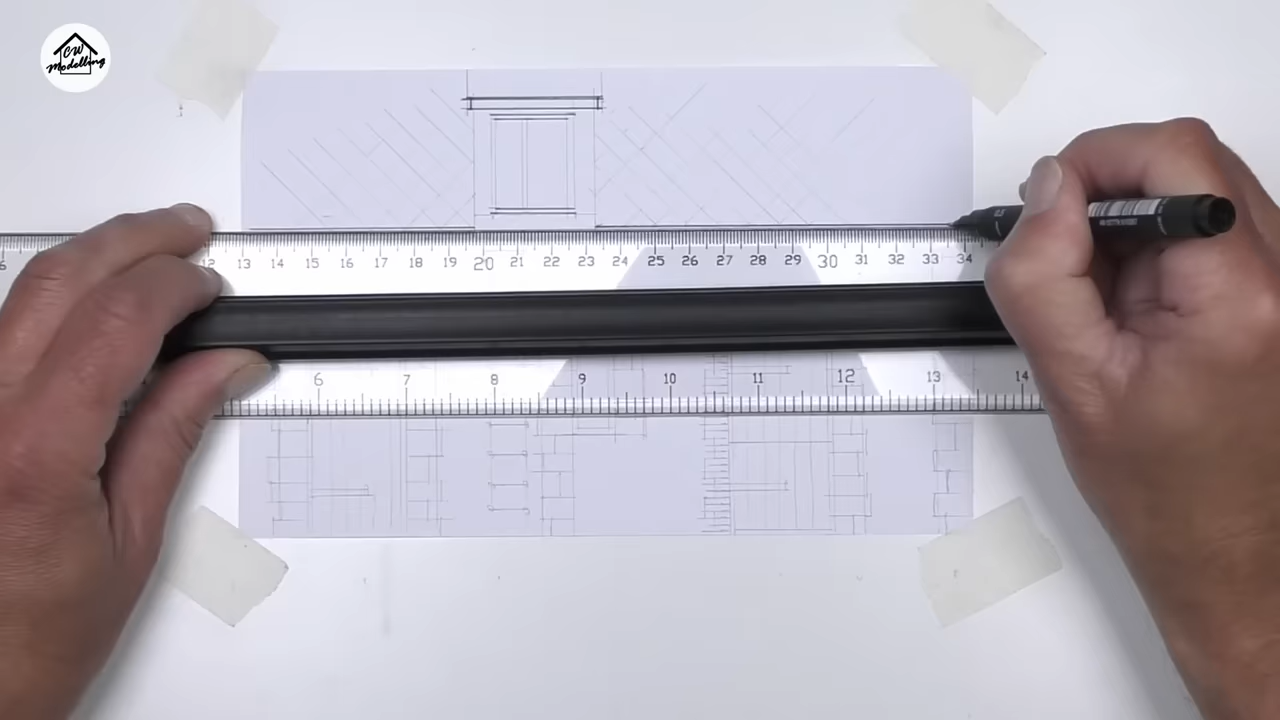 CW
Modelling
6 12 13 14 15 16 17 18 19 20 21 22 23 24 25 26 27 28 29 30 31 32 33 34
6 7 8 9 10 11 12 13 14